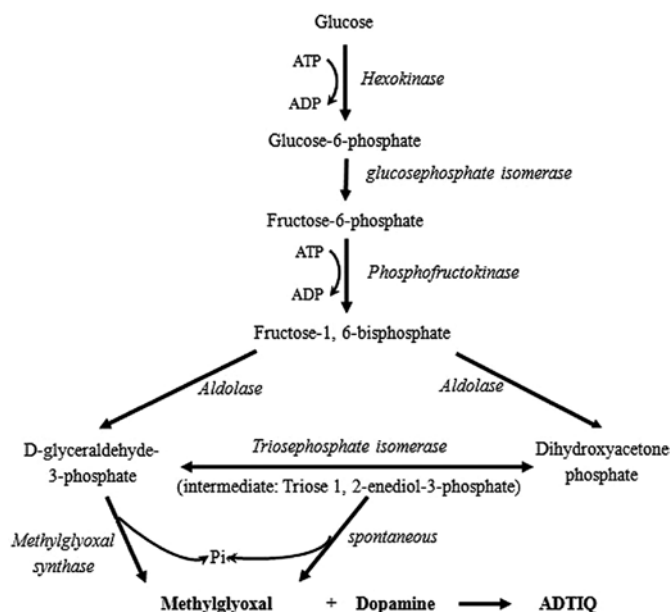 Glucose
ATP
Hexokinase
ADP
Glucose-6-phosphate
glucosephosphate isomerase
Fructose-6-phosphate
ATP
Phosphofructokinase
ADP
Fructose-1, 6-bisphosphate
Aldolase
Aldolase
D-glyceraldehyde-
3-phosphate
Triosephosphate isomerase
(intermediate: Triose 1, 2-enediol-3-phosphate)
Dihydroxyacetone
phosphate
Methylglyoxal
synthase
Pi
spontaneous
Methylglyoxal + Dopamine ADTIQ